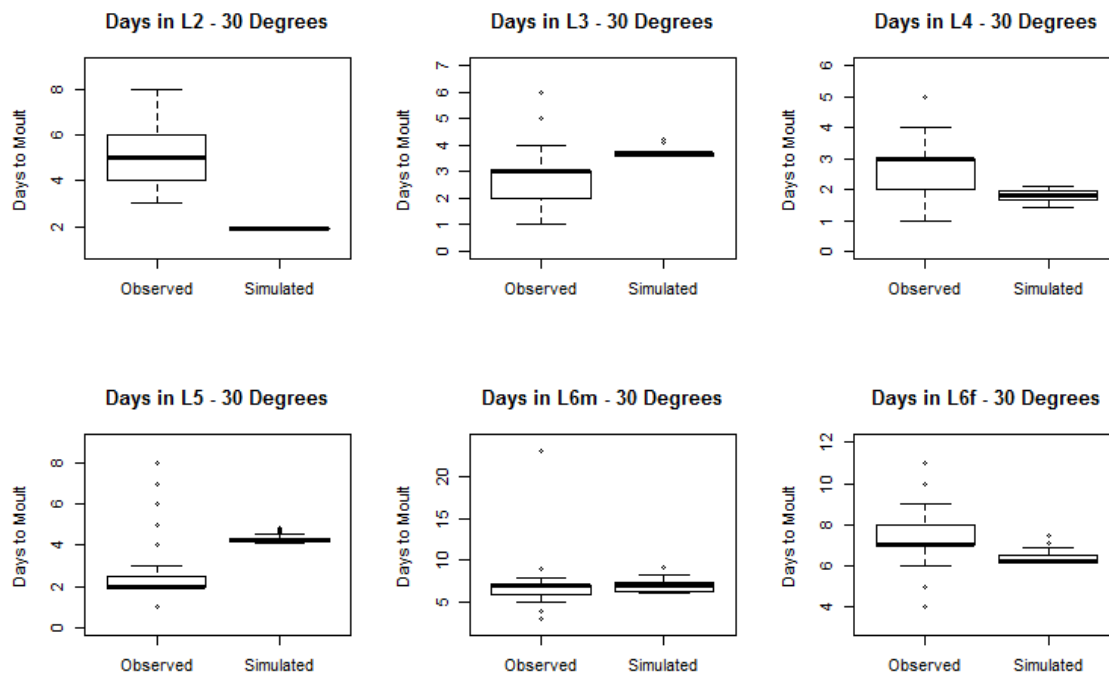 Days in L2 - 30 Degrees
Days to Moult
8
6
4
2
Observed Simulated
Days in L3 - 30 Degrees
Days to Moult
7
6
5
4
3
2
1
0
Observed Simulated
Days in L4 - 30 Degrees
Days to Moult
6
5
4
3
2
1
0
Observed Simulated
Days in L5 - 30 Degrees
Days to Moult
8
6
4
2
0
Observed Simulated
Days in L6m - 30 Degrees
Days to Moult
20
15
10
5
Observed Simulated
Days in L6f - 30 Degrees
Days to Moult
12
10
8
6
4
Observed Simulated